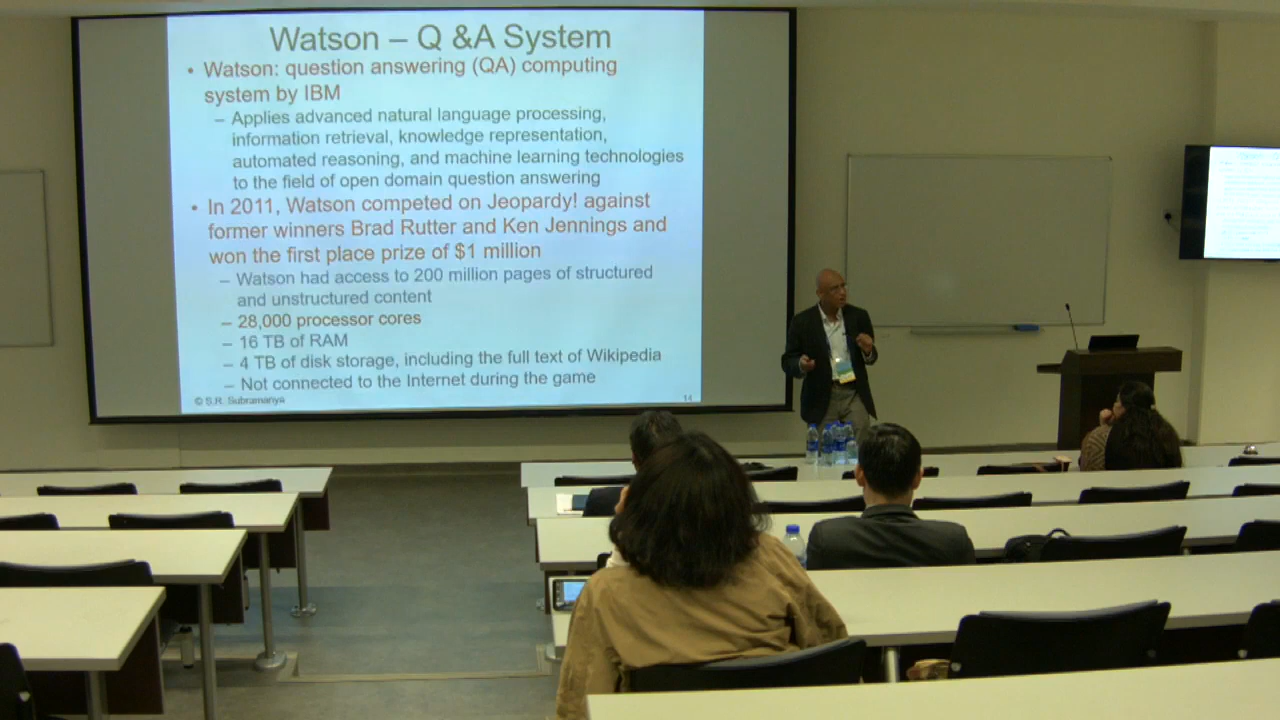 Watson – Q &A System
• Watson: question answering (QA) computing
system by IBM
– Applies advanced natural language processing,
information retrieval, knowledge representation,
automated reasoning, and machine learning technologies
to the field of open domain question answering
• In 2011, Watson competed on Jeopardy! against
former winners Brad Rutter and Ken Jennings and
won the first place prize of $1 million
– Watson had access to 200 million pages of structured
and unstructured content
– 28,000 processor cores
– 16 TB of RAM
– 4 TB of disk storage, including the full text of Wikipedia
– Not connected to the Internet during the game
© S.R. Subramanya
14